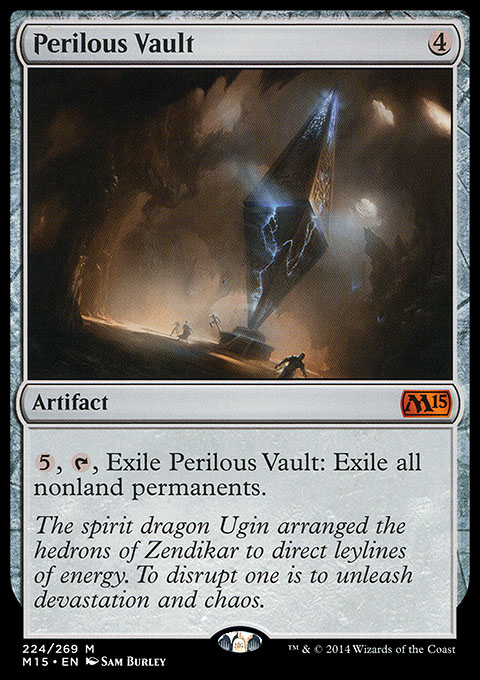 Perilous Vault 4
Artifact M15
5, T, Exile Perilous Vault: Exile all
nonland permanents.
The spirit dragon Ugin arranged the
hedrons of Zendikar to direct leylines
of energy. To disrupt one is to unleash
devastation and chaos.
224/269 M
M15 • EN Sam Burley
™ & © 2014 Wizards of the Coast